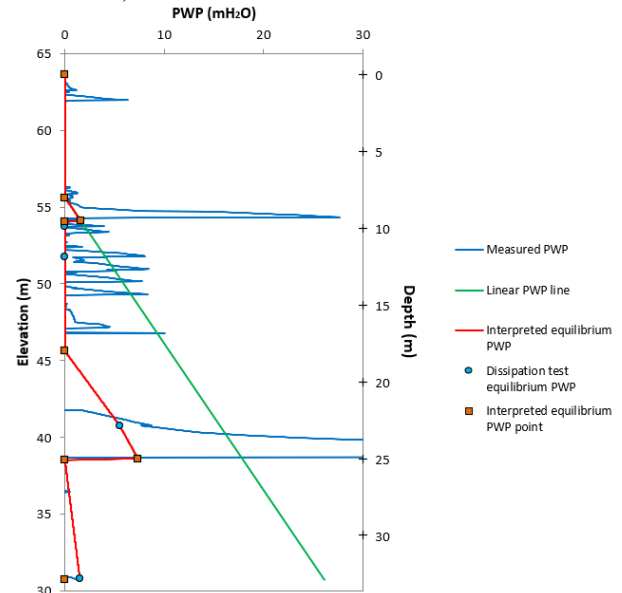 PWP (mH₂O)
0 10 20 30
65
60
55
50
45
40
35
30
Elevation (m)
0
5
10
15
20
25
30
Depth (m)
Measured PWP
Linear PWP line
Interpreted equilibrium
PWP
Dissipation test
equilibrium PWP
Interpreted equilibrium
PWP point